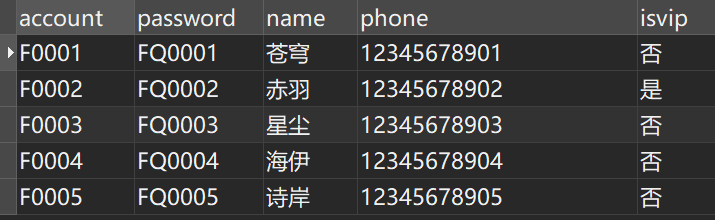 account password name phone isvip
F0001 FQ0001 苍穹 12345678901 否
F0002 FQ0002 赤羽 12345678902 是
F0003 FQ0003 星尘 12345678903 否
F0004 FQ0004 海伊 12345678904 否
F0005 FQ0005 诗岸 12345678905 否